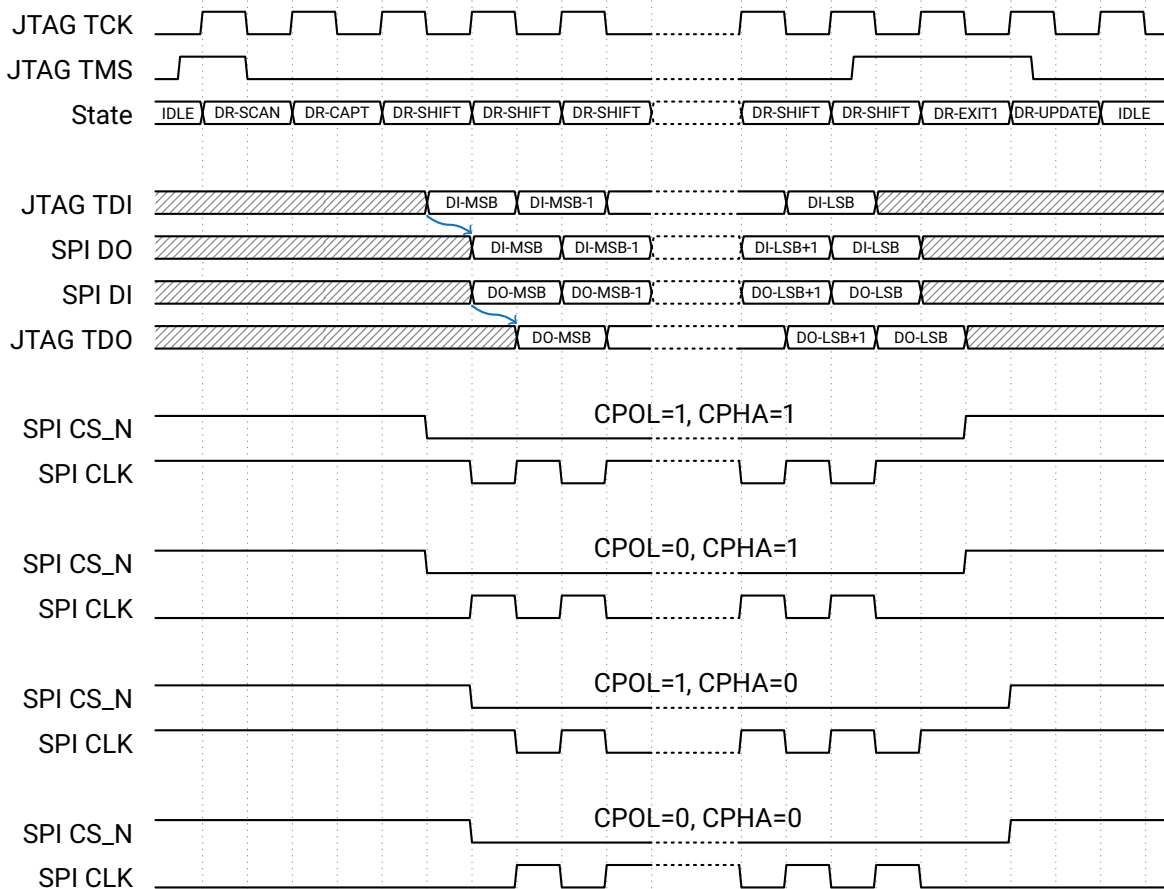 JTAG TCK
JTAG TMS
State IDLE DR-SCAN DR-CAPT DR-SHIFT DR-SHIFT DR-SHIFT DR-SHIFT DR-SHIFT DR-EXIT1 DR-UPDATE IDLE
JTAG TDI DI-MSB DI-MSB-1 DI-LSB
SPI DO DI-MSB DI-MSB-1 DI-LSB+1 DI-LSB
SPI DI DO-MSB DO-MSB-1 DO-LSB+1 DO-LSB
JTAG TDO DO-MSB DO-LSB+1 DO-LSB
CPOL=1, CPHA=1
SPI CS_N
SPI CLK
CPOL=0, CPHA=1
SPI CS_N
SPI CLK
CPOL=1, CPHA=0
SPI CS_N
SPI CLK
CPOL=0, CPHA=0
SPI CS_N
SPI CLK